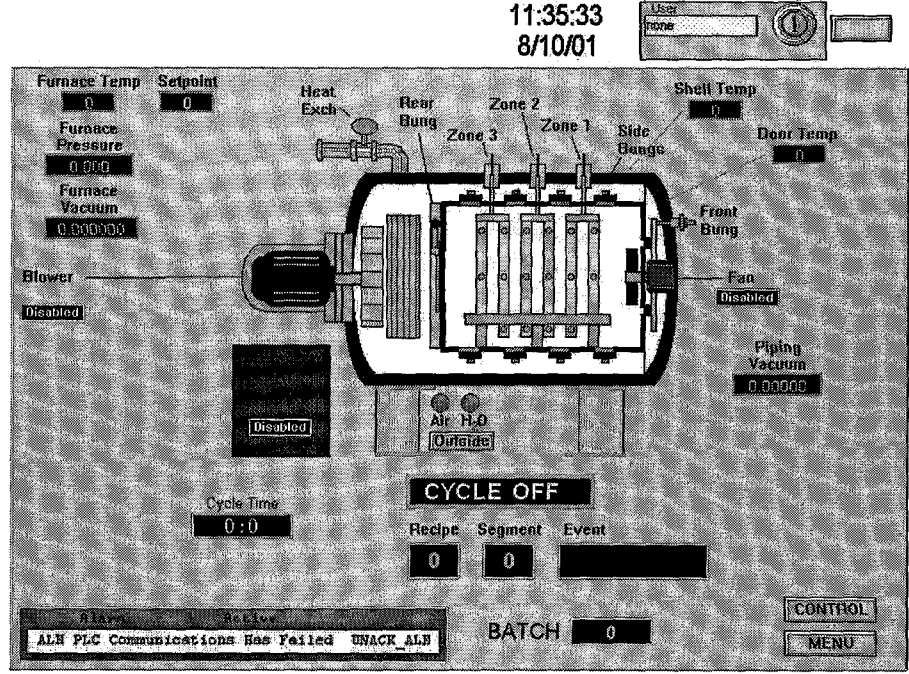 11:35:33
8/10/01
User
none
Furnace Temp
0
Setpoint
0
Furnace
Pressure
0.000
Furnace
Vacuum
0.000000
Heat
Exch
Rear
Bung
Zone 3
Zone 2
Zone 1
Side
Bungs
Shell Temp
0
Door Temp
0
Front
Bung
Blower
Disabled
Fan
Disabled
Piping
Vacuum
0.00000
Disabled
Air H2O
Outside
CYCLE OFF
Cycle Time
0:0
Recipe Segment Event
0 0
Alarm Active
ALH PLC Communications Has Failed UNACK_ALH
BATCH 0
CONTROL
MENU